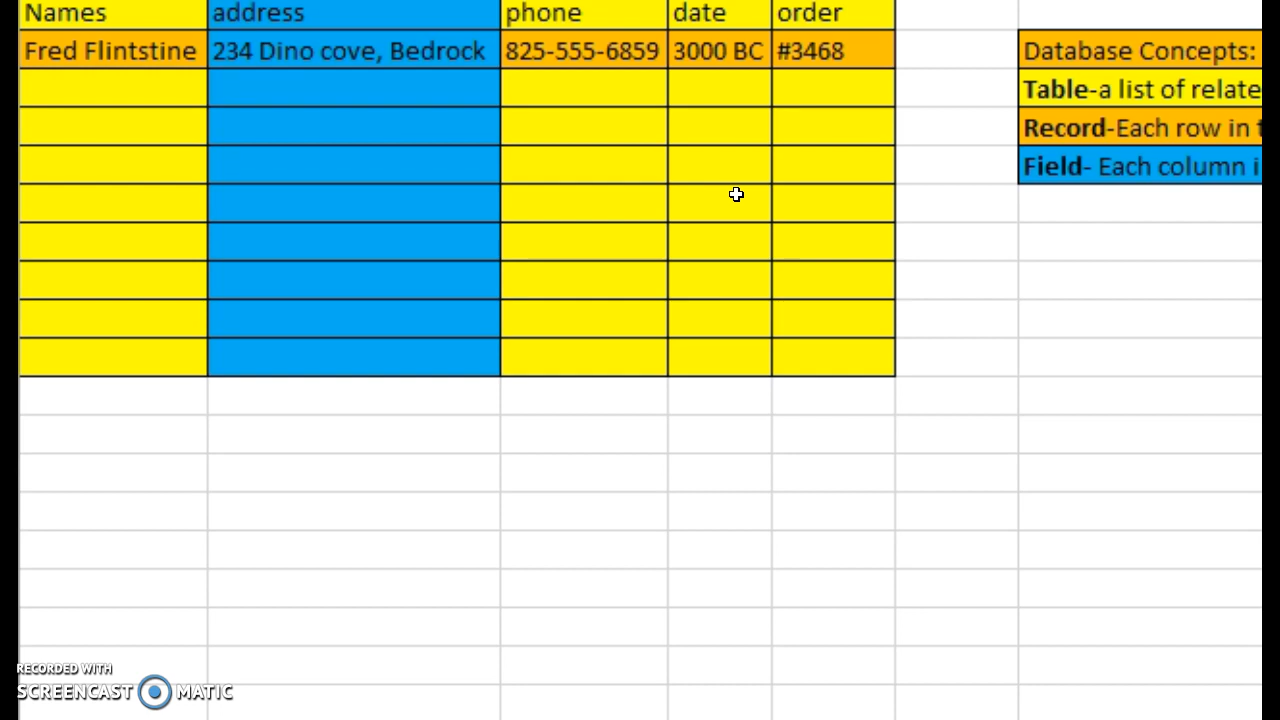 Names address phone date order
Fred Flintstine 234 Dino cove, Bedrock 825-555-6859 3000 BC #3468
Database Concepts:
Table-a list of relate
Record-Each row in t
Field- Each column i
RECORDED WITH
SCREENCAST MATIC